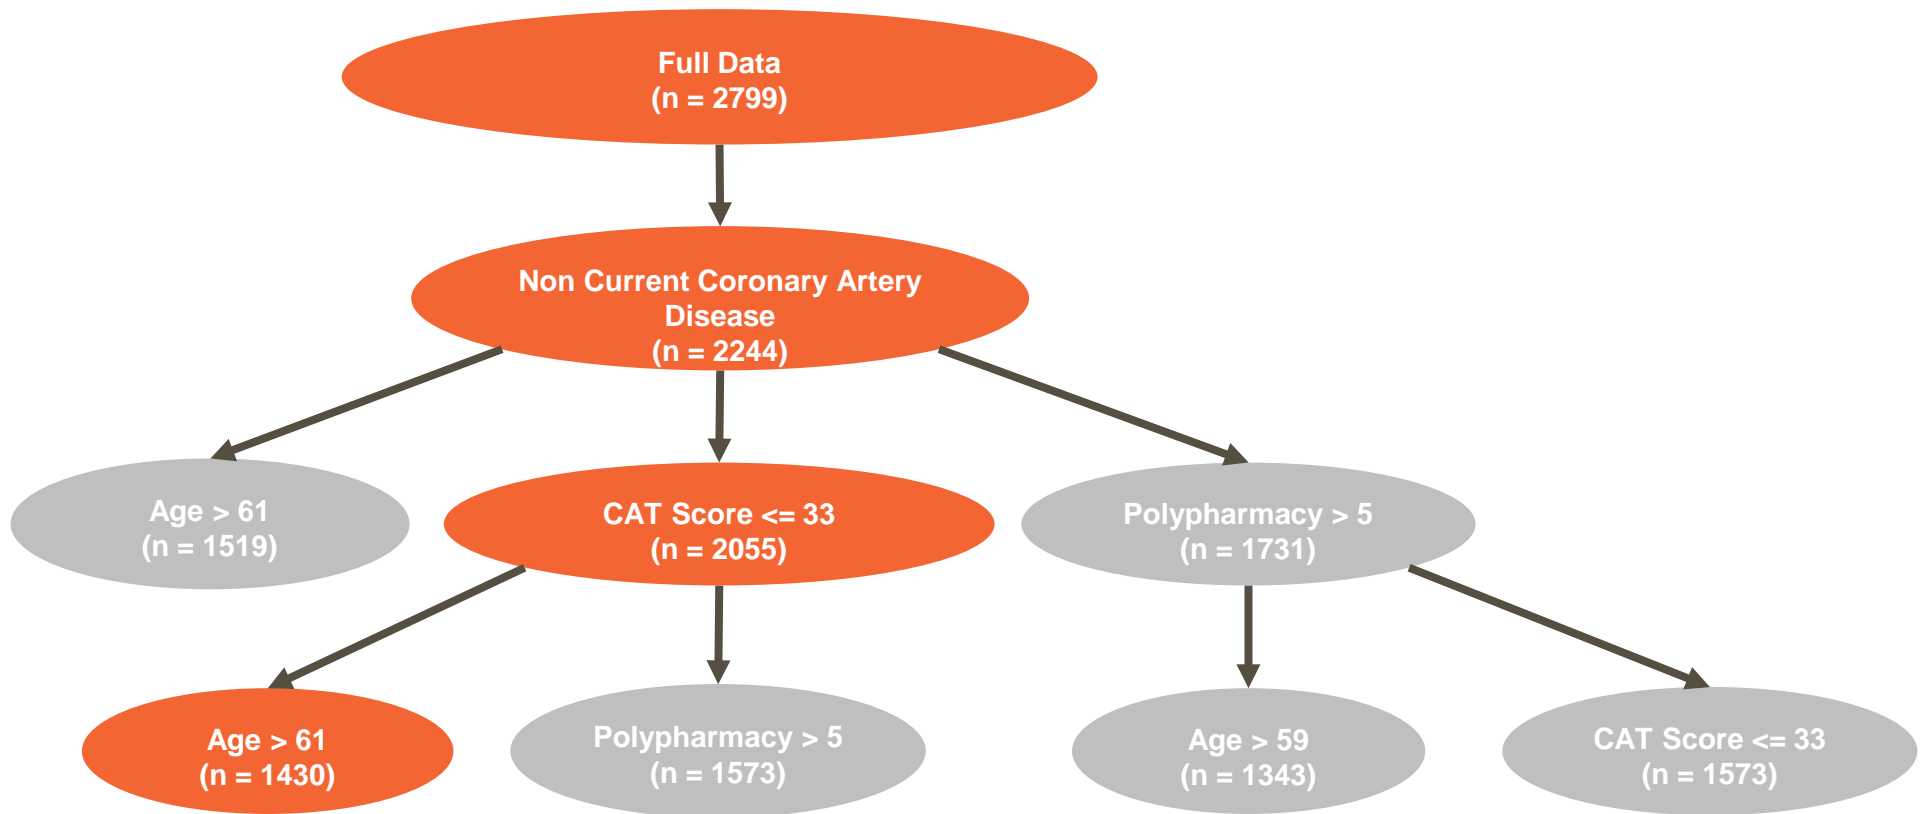 Full Data
(n = 2799)
Non Current Coronary Artery
Disease
(n = 2244)
Age > 61
(n = 1519)
CAT Score <= 33
(n = 2055)
Polypharmacy > 5
(n = 1731)
Age > 61
(n = 1430)
Polypharmacy > 5
(n = 1573)
Age > 59
(n = 1343)
CAT Score <= 33
(n = 1573)